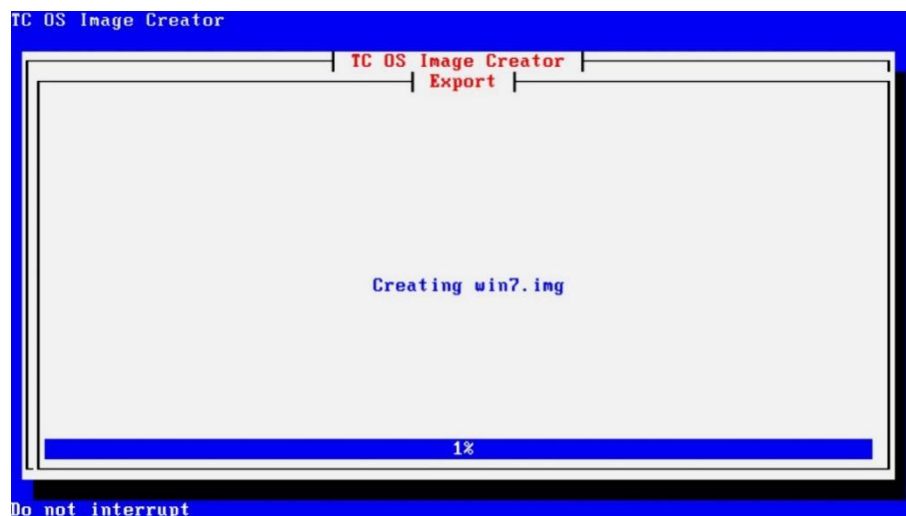 TC OS Image Creator
TC OS Image Creator
Export
Creating win7.img
1%
Do not interrupt